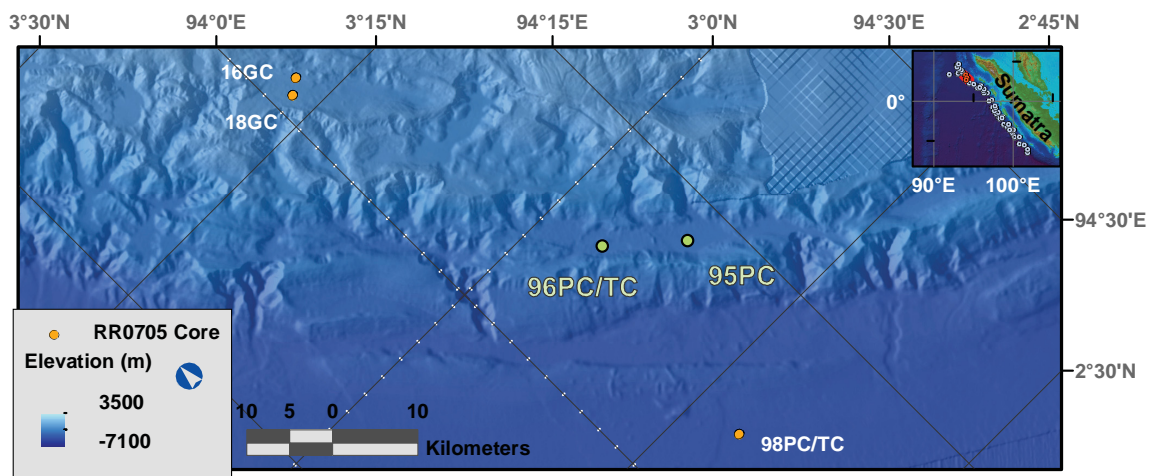 3°30'N 94°0'E 3°15'N 94°15'E 3°0'N 94°30'E 2°45'N
16GC
18GC
Sumatra
0°
90°E 100°E
94°30'E
96PC/TC
95PC
RR0705 Core
Elevation (m)
3500
-7100
10 5 0 10
Kilometers
2°30'N
98PC/TC